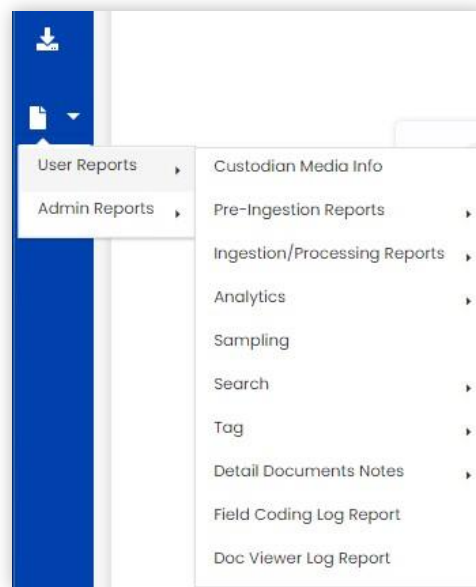 User Reports
Admin Reports
Custodian Media Info
Pre-Ingestion Reports
Ingestion/Processing Reports
Analytics
Sampling
Search
Tag
Detail Documents Notes
Field Coding Log Report
Doc Viewer Log Report